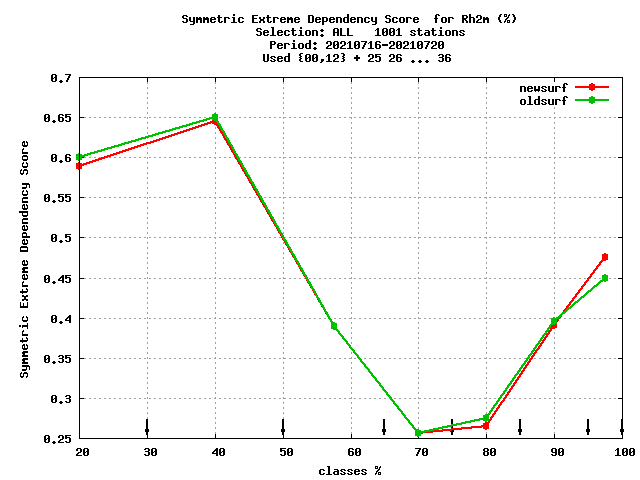 Symmetric Extreme Dependency Score  for Rh2m (%)
Selection: ALL   1001 stations
Period: 20210716-20210720
Used {00,12} + 25 26 ... 36
newsurf
oldsurf
Symmetric Extreme Dependency Score
0.7
0.65
0.6
0.55
0.5
0.45
0.4
0.35
0.3
0.25
20 30 40 50 60 70 80 90 100
classes %